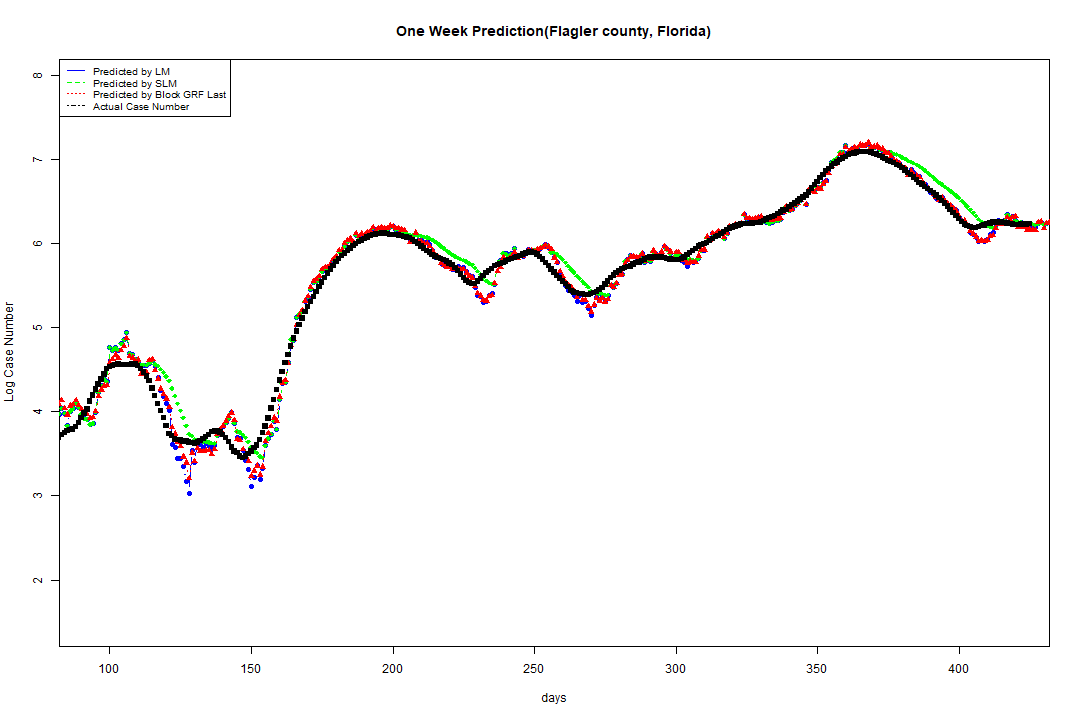 One Week Prediction(Flagler county, Florida)
Predicted by LM
Predicted by SLM
Predicted by Block GRF Last
Actual Case Number
8
7
6
5
4
3
2
Log Case Number
100 150 200 250 300 350 400
days